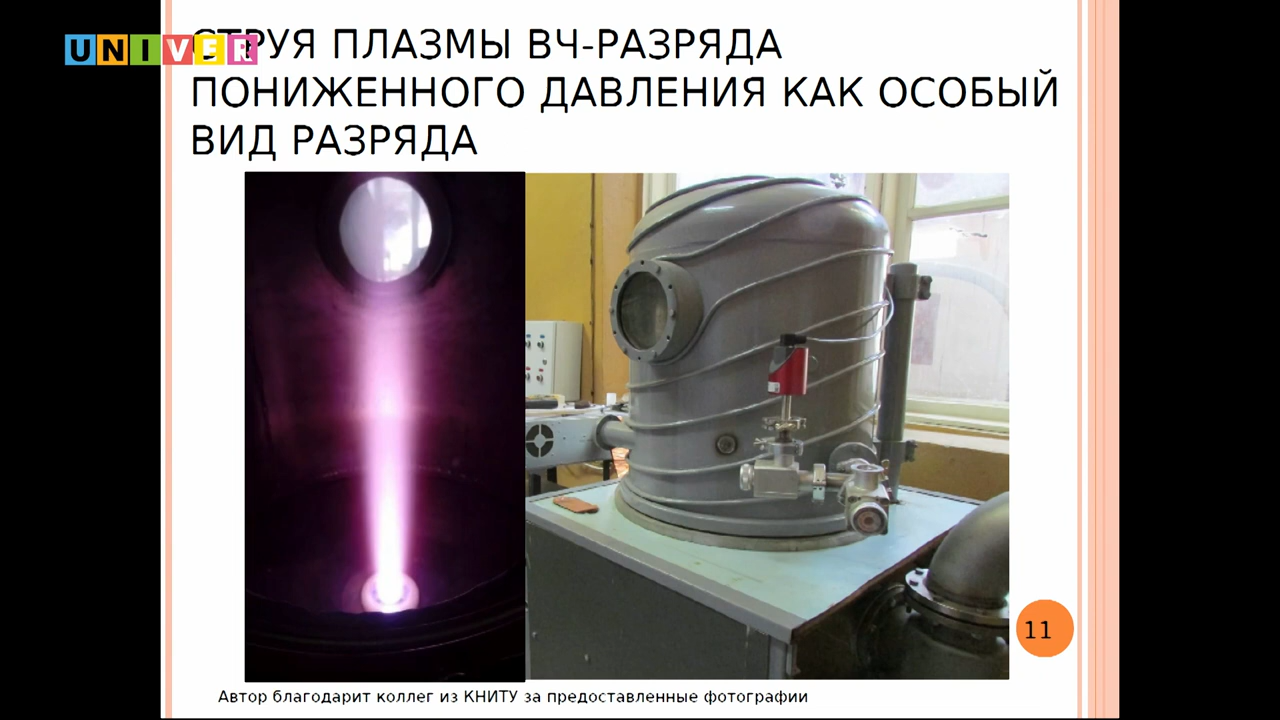 UNIVER
СТРУЯ ПЛАЗМЫ ВЧ-РАЗРЯДА
ПОНИЖЕННОГО ДАВЛЕНИЯ КАК ОСОБЫЙ
ВИД РАЗРЯДА
11
Автор благодарит коллег из КНИТУ за предоставленные фотографии